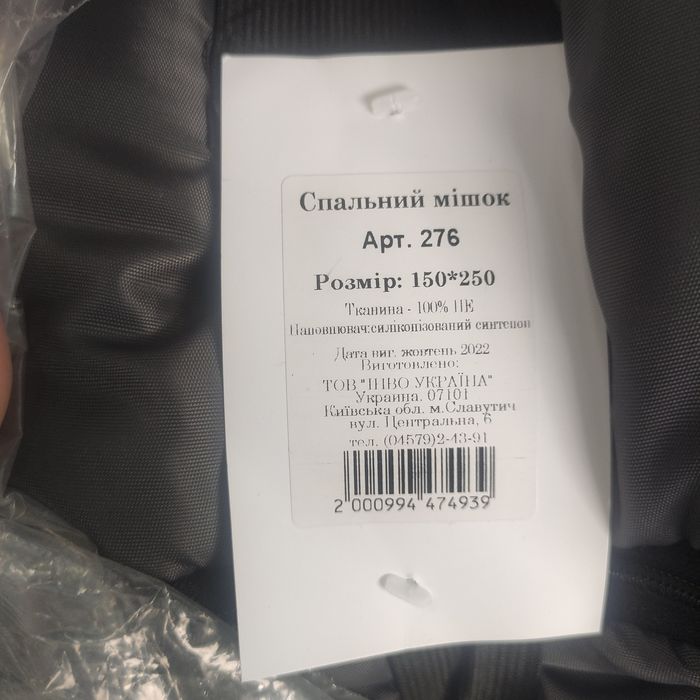 Спальний мішок
Арт. 276
Розмір: 150*250
Тканина - 100% ПЕ
Наповнювач:силіконізований синтепон
Дата виг. жовтень 2022
Виготовлено:
ТОВ "ІНВО УКРАЇНА"
Украина. 07101
Київська обл. м.Славутич
вул. Центральна, 6
тел. (04579)2-43-91
2 000994 474939